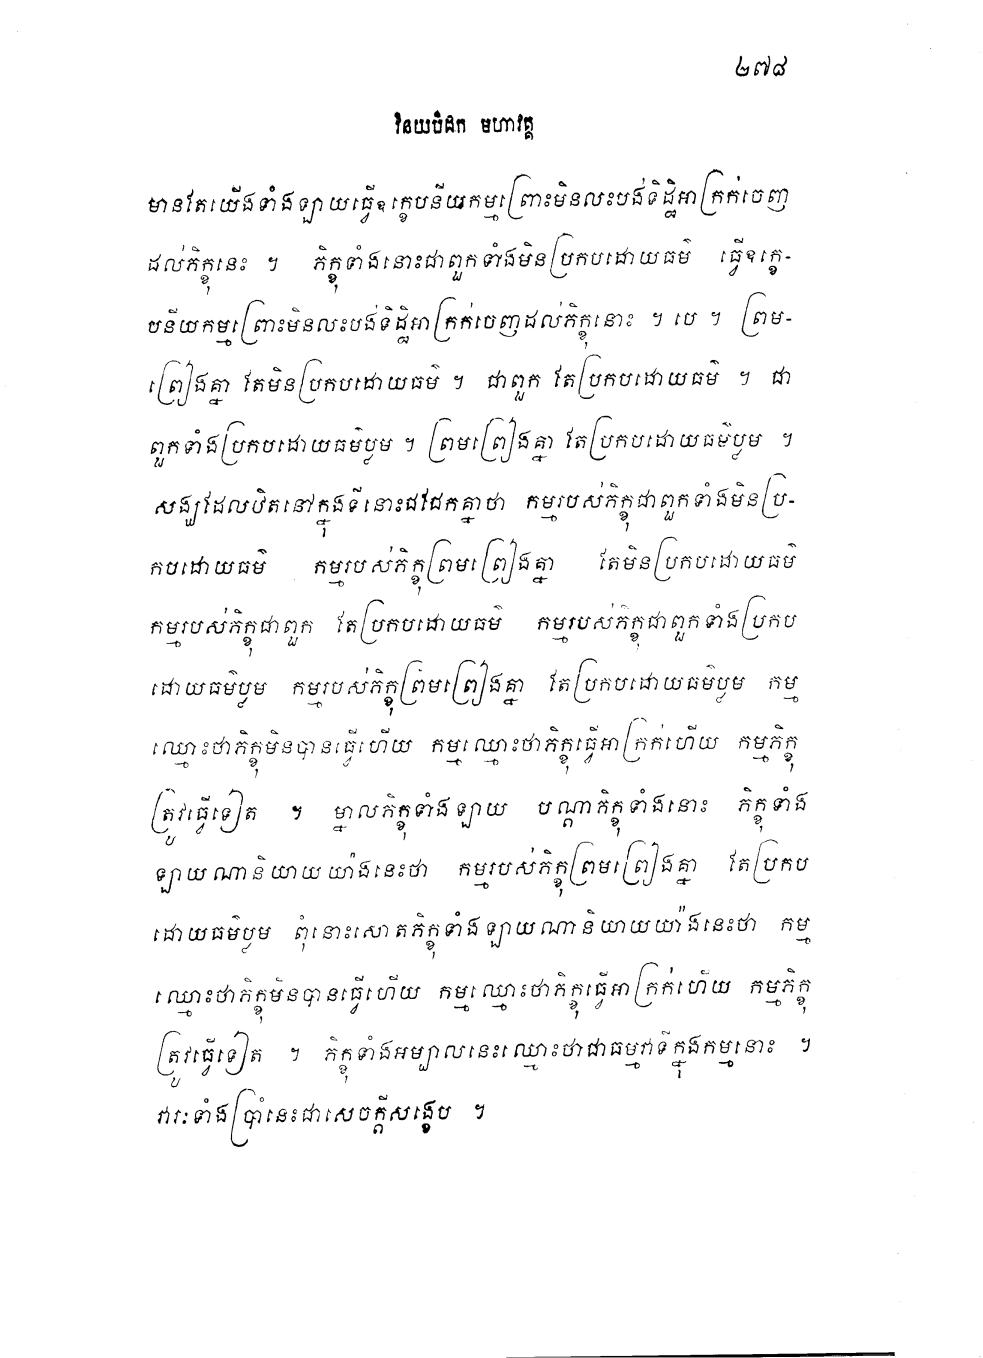 ២៧៨
វិនយបិដក មហាវគ្គ
មានតែយើងទាំងឡាយធ្វើឧក្ខេបនីយកម្មព្រោះមិនលះបង់ទិដ្ឋិអាក្រក់ចេញ
ដល់ភិក្ខុនេះ ។ ភិក្ខុទាំងនោះជាពួកទាំងមិនប្រកបដោយធម៌ ធ្វើឧក្ខេ-
បនីយកម្មព្រោះមិនលះបង់ទិដ្ឋិអាក្រក់ចេញដល់ភិក្ខុនោះ ។ បេ ។ ព្រម-
ព្រៀងគ្នា តែមិនប្រកបដោយធម៌ ។ ជាពួក តែប្រកបដោយធម៌ ។ ជា
ពួកទាំងប្រកបដោយធម៌ប្លម ។ ព្រមព្រៀងគ្នា តែប្រកបដោយធម៌ប្លម ។
សង្ឃដែលឋិតនៅក្នុងទីនោះជជែកគ្នាថា កម្មរបស់ភិក្ខុជាពួកទាំងមិនប្រ-
កបដោយធម៌ កម្មរបស់ភិក្ខុព្រមព្រៀងគ្នា តែមិនប្រកបដោយធម៌
កម្មរបស់ភិក្ខុជាពួក តែប្រកបដោយធម៌ កម្មរបស់ភិក្ខុជាពួកទាំងប្រកប
ដោយធម៌ប្លម កម្មរបស់ភិក្ខុព្រមព្រៀងគ្នា តែប្រកបដោយធម៌ប្លម កម្ម
ឈ្មោះថាភិក្ខុមិនបានធ្វើហើយ កម្មឈ្មោះថាភិក្ខុធ្វើអាក្រក់ហើយ កម្មភិក្ខុ
ត្រូវធ្វើទៀត ។ ម្នាលភិក្ខុទាំងឡាយ បណ្តាភិក្ខុទាំងនោះ ភិក្ខុទាំង
ឡាយណានិយាយយ៉ាងនេះថា កម្មរបស់ភិក្ខុព្រមព្រៀងគ្នា តែប្រកប
ដោយធម៌ប្លម ពុំនោះសោតភិក្ខុទាំងឡាយណានិយាយយ៉ាងនេះថា កម្ម
ឈ្មោះថាភិក្ខុមិនបានធ្វើហើយ កម្មឈ្មោះថាភិក្ខុធ្វើអាក្រក់ហើយ កម្មភិក្ខុ
ត្រូវធ្វើទៀត ។ ភិក្ខុទាំងអម្បាលនេះឈ្មោះថាជាធម្មវាទីក្នុងកម្មនោះ ។
វារៈទាំងប្រាំនេះជាសេចក្តីសង្ខេប ។